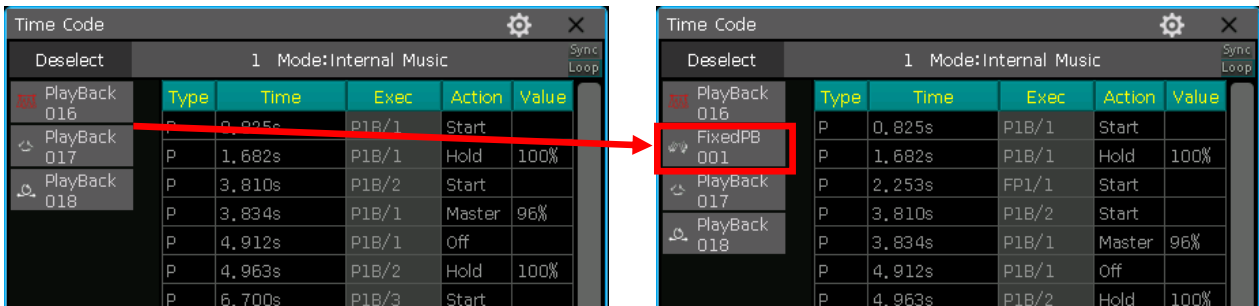 Time Code
Deselect 1 Mode:Internal Music Sync Loop
PlayBack 016
PlayBack 017
PlayBack 018
Type Time Exec Action Value
P 0.825s P1B/1 Start
P 1.682s P1B/1 Hold 100%
P 3.810s P1B/2 Start
P 3.834s P1B/1 Master 96%
P 4.912s P1B/1 Off
P 4.963s P1B/2 Hold 100%
P 6.700s P1B/3 Start
Time Code
Deselect 1 Mode:Internal Music Sync Loop
PlayBack 016
FixedPB 001
PlayBack 017
PlayBack 018
Type Time Exec Action Value
P 0.825s P1B/1 Start
P 1.682s P1B/1 Hold 100%
P 2.253s FP1/1 Start
P 3.810s P1B/2 Start
P 3.834s P1B/1 Master 96%
P 4.912s P1B/1 Off
P 4.963s P1B/2 Hold 100%